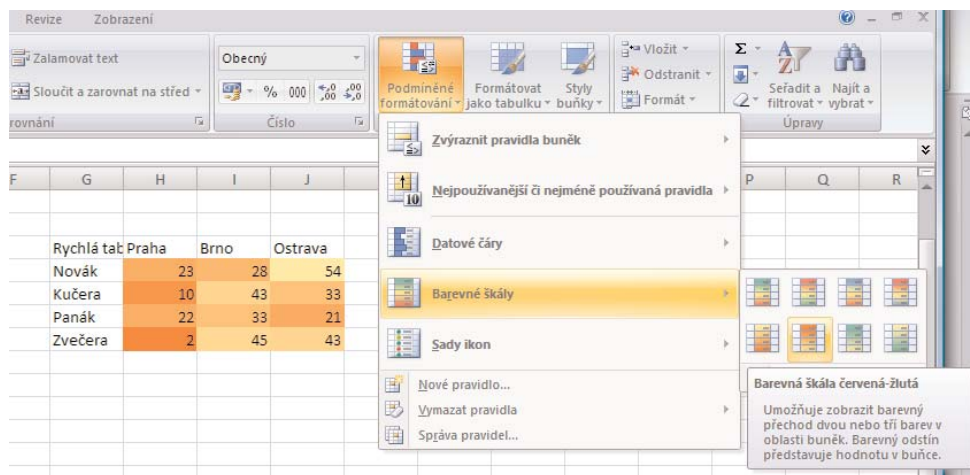 Revize Zobrazení
Zalamovat text
Sloučit a zarovnat na střed
rovnání
Obecný
% 000 ,0 ,00 ,00 ,0
Číslo
Podmíněné formátování
Formátovat jako tabulku
Styly buňky
Vložit
Odstranit
Formát
Σ
Seřadit a filtrovat
Najít a vybrat
Úpravy
F G H I J P Q R
Rychlá tab Praha Brno Ostrava
Novák 23 28 54
Kučera 10 43 33
Panák 22 33 21
Zvečera 2 45 43
Zvýraznit pravidla buněk
Nejpoužívanější či nejméně používaná pravidla
Datové čáry
Barevné škály
Sady ikon
Nové pravidlo...
Vymazat pravidla
Správa pravidel...
Barevná škála červená-žlutá
Umožňuje zobrazit barevný
přechod dvou nebo tří barev v
oblasti buněk. Barevný odstín
představuje hodnotu v buňce.